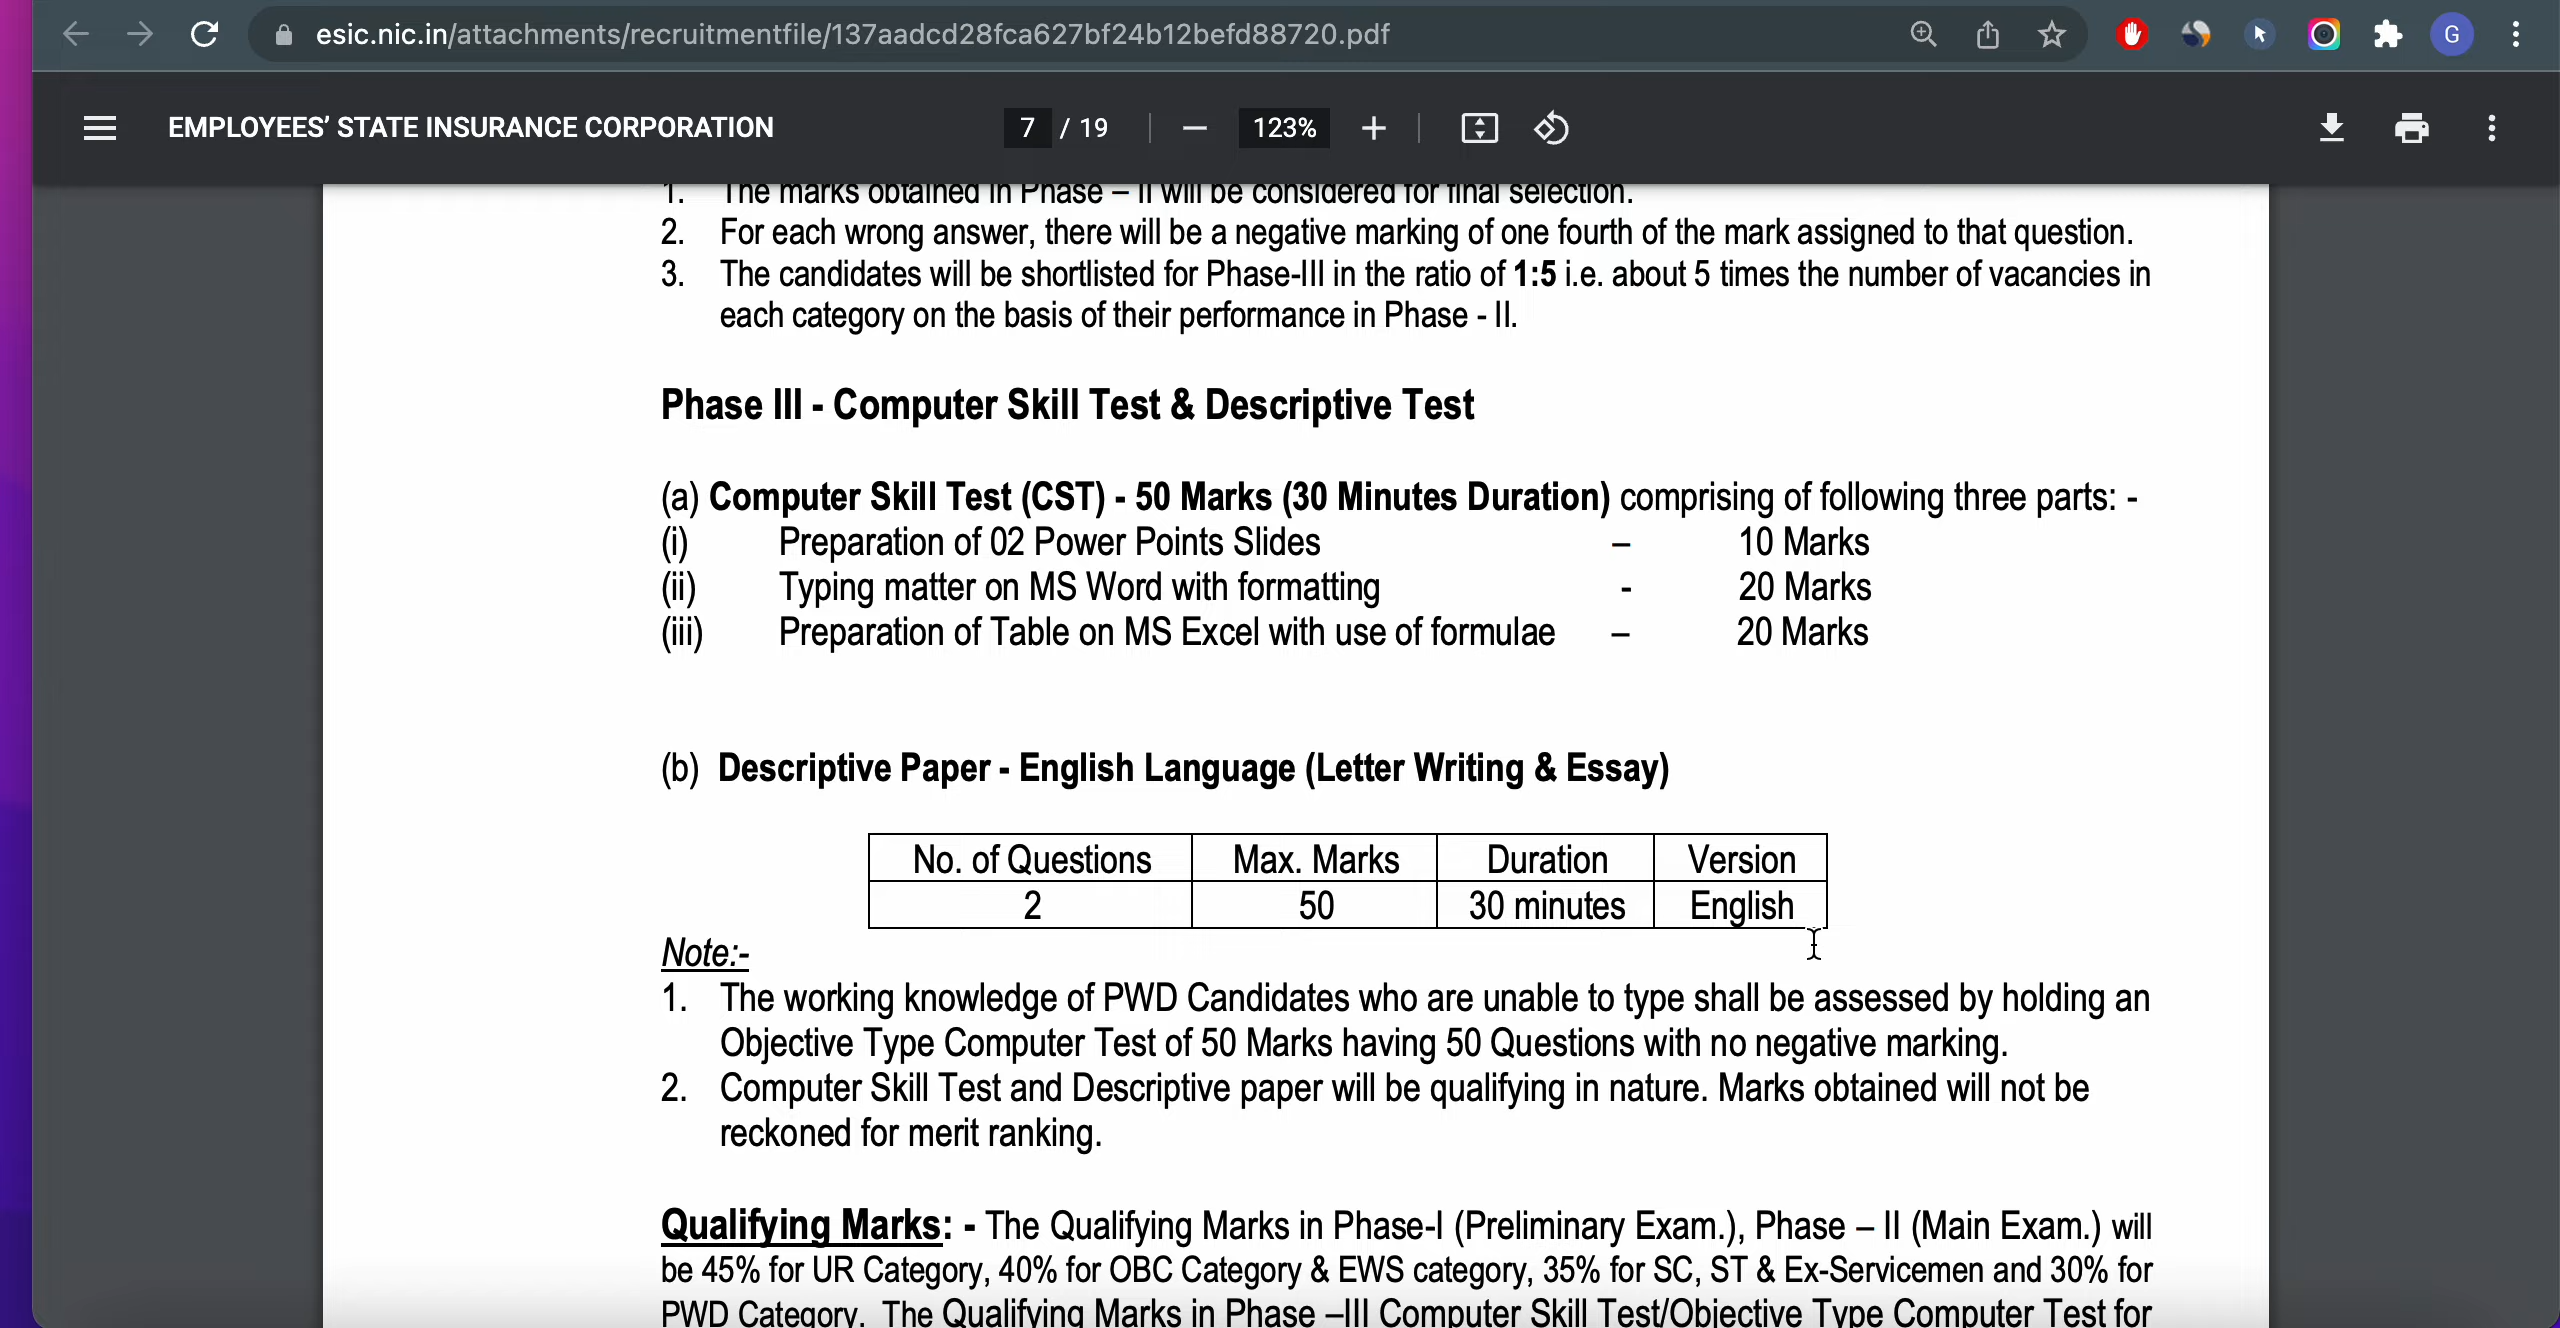 esic.nic.in/attachments/recruitmentfile/137aadcd28fca627bf24b12befd88720.pdf
G
EMPLOYEES’ STATE INSURANCE CORPORATION
7 / 19
123%
1. The marks obtained in Phase – II will be considered for final selection.
2. For each wrong answer, there will be a negative marking of one fourth of the mark assigned to that question.
3. The candidates will be shortlisted for Phase-III in the ratio of 1:5 i.e. about 5 times the number of vacancies in
each category on the basis of their performance in Phase - II.
Phase III - Computer Skill Test & Descriptive Test
(a) Computer Skill Test (CST) - 50 Marks (30 Minutes Duration) comprising of following three parts: -
(i) Preparation of 02 Power Points Slides – 10 Marks
(ii) Typing matter on MS Word with formatting - 20 Marks
(iii) Preparation of Table on MS Excel with use of formulae – 20 Marks
(b) Descriptive Paper - English Language (Letter Writing & Essay)
No. of Questions Max. Marks Duration Version
2 50 30 minutes English
Note:-
1. The working knowledge of PWD Candidates who are unable to type shall be assessed by holding an
Objective Type Computer Test of 50 Marks having 50 Questions with no negative marking.
2. Computer Skill Test and Descriptive paper will be qualifying in nature. Marks obtained will not be
reckoned for merit ranking.
Qualifying Marks: - The Qualifying Marks in Phase-I (Preliminary Exam.), Phase – II (Main Exam.) will
be 45% for UR Category, 40% for OBC Category & EWS category, 35% for SC, ST & Ex-Servicemen and 30% for
PWD Category. The Qualifying Marks in Phase –III Computer Skill Test/Objective Type Computer Test for